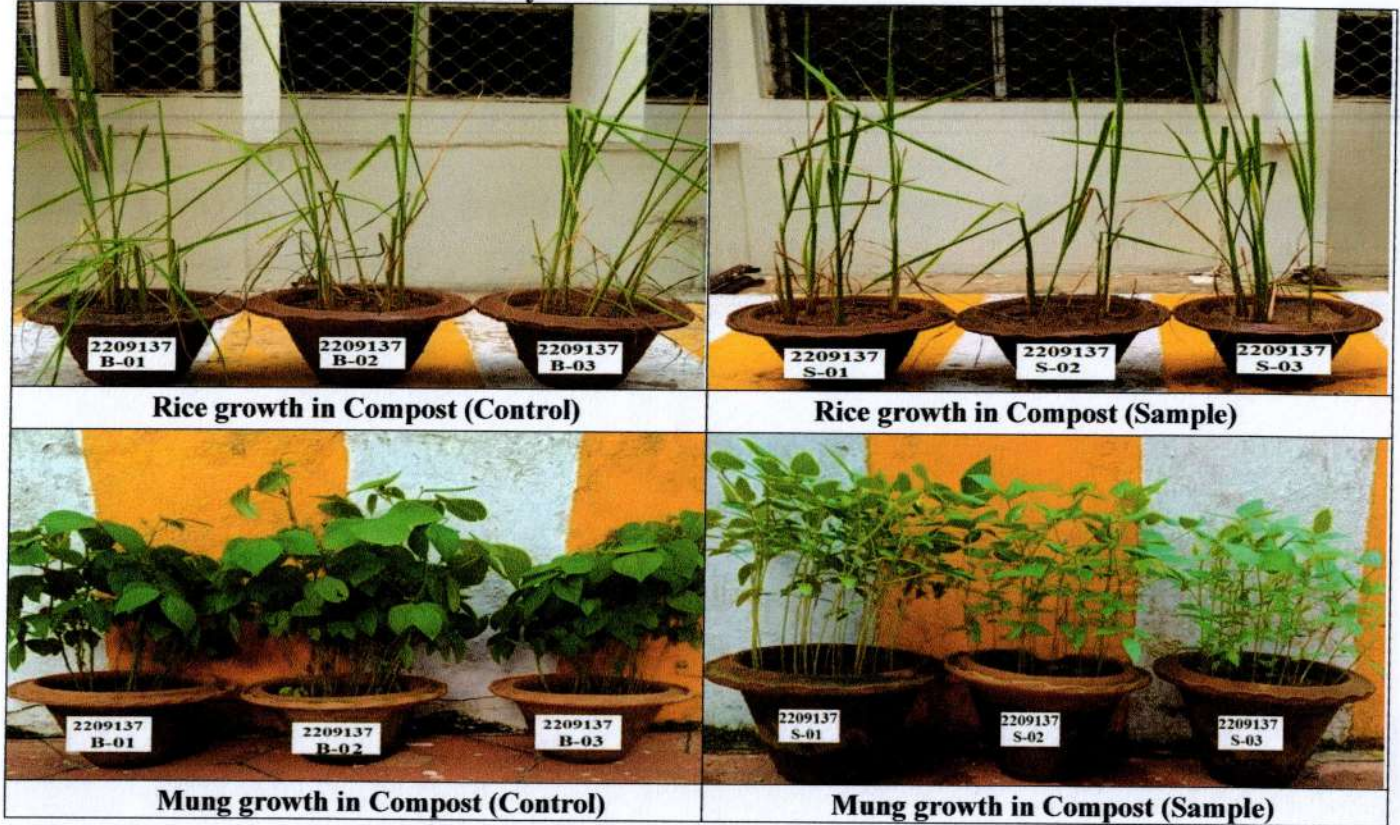 2209137
B-01
2209137
B-02
2209137
B-03
2209137
S-01
2209137
S-02
2209137
S-03
Rice growth in Compost (Control)
Rice growth in Compost (Sample)
2209137
B-01
2209137
B-02
2209137
B-03
2209137
S-01
2209137
S-02
2209137
S-03
Mung growth in Compost (Control)
Mung growth in Compost (Sample)